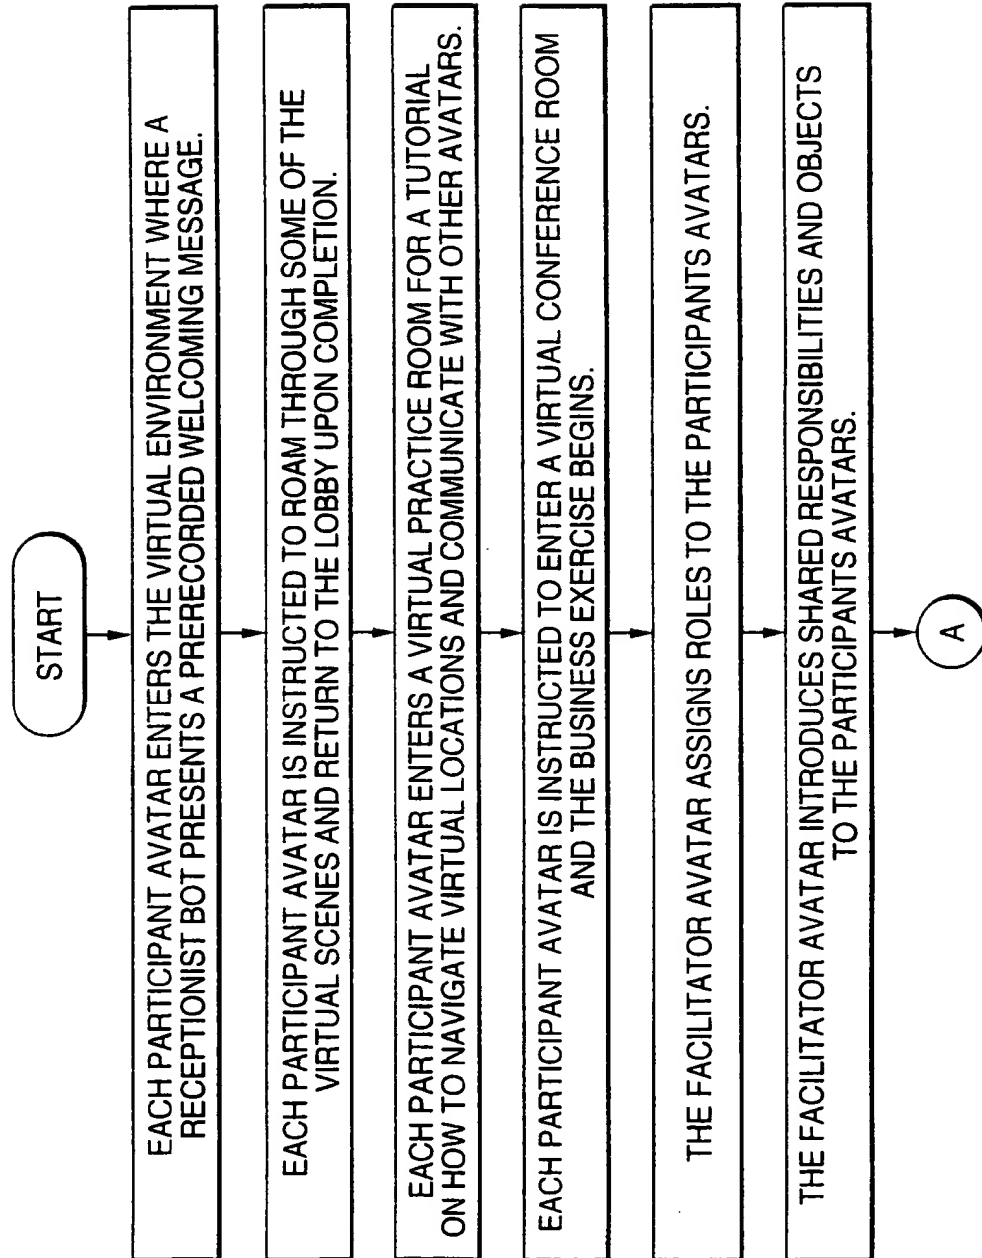 START
EACH PARTICIPANT AVATAR ENTERS THE VIRTUAL ENVIRONMENT WHERE A
RECEPTIONIST BOT PRESENTS A PRERECORDED WELCOMING MESSAGE.
EACH PARTICIPANT AVATAR IS INSTRUCTED TO ROAM THROUGH SOME OF THE
VIRTUAL SCENES AND RETURN TO THE LOBBY UPON COMPLETION.
EACH PARTICIPANT AVATAR ENTERS A VIRTUAL PRACTICE ROOM FOR A TUTORIAL
ON HOW TO NAVIGATE VIRTUAL LOCATIONS AND COMMUNICATE WITH OTHER AVATARS.
EACH PARTICIPANT AVATAR IS INSTRUCTED TO ENTER A VIRTUAL CONFERENCE ROOM
AND THE BUSINESS EXERCISE BEGINS.
THE FACILITATOR AVATAR ASSIGNS ROLES TO THE PARTICIPANTS AVATARS.
THE FACILITATOR AVATAR INTRODUCES SHARED RESPONSIBILITIES AND OBJECTS
TO THE PARTICIPANTS AVATARS.
A